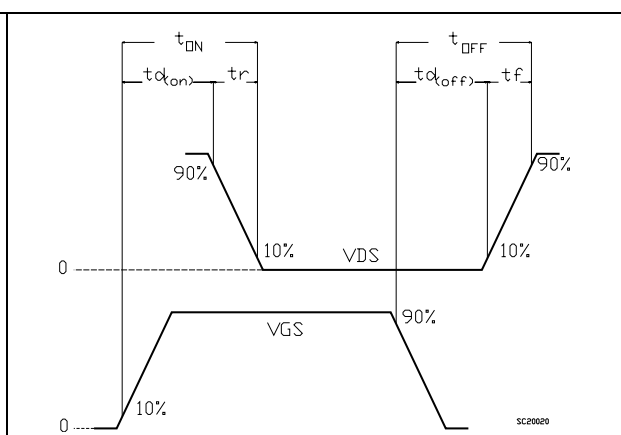 tON tOFF
td(on) tr td(off) tf
90% 90%
10% 10%
VDS
0
VGS 90%
10%
0
SC20020